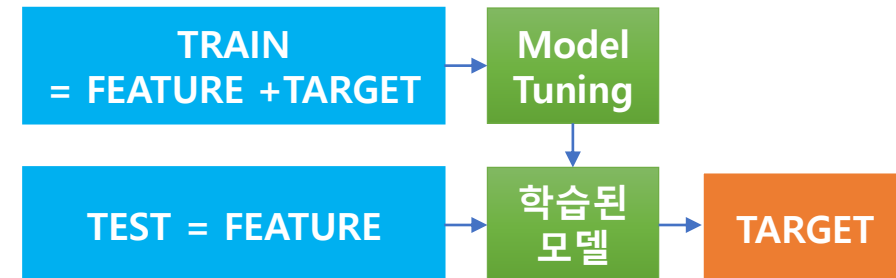 TRAIN
= FEATURE +TARGET
Model
Tuning
TEST = FEATURE
학습된
모델
TARGET